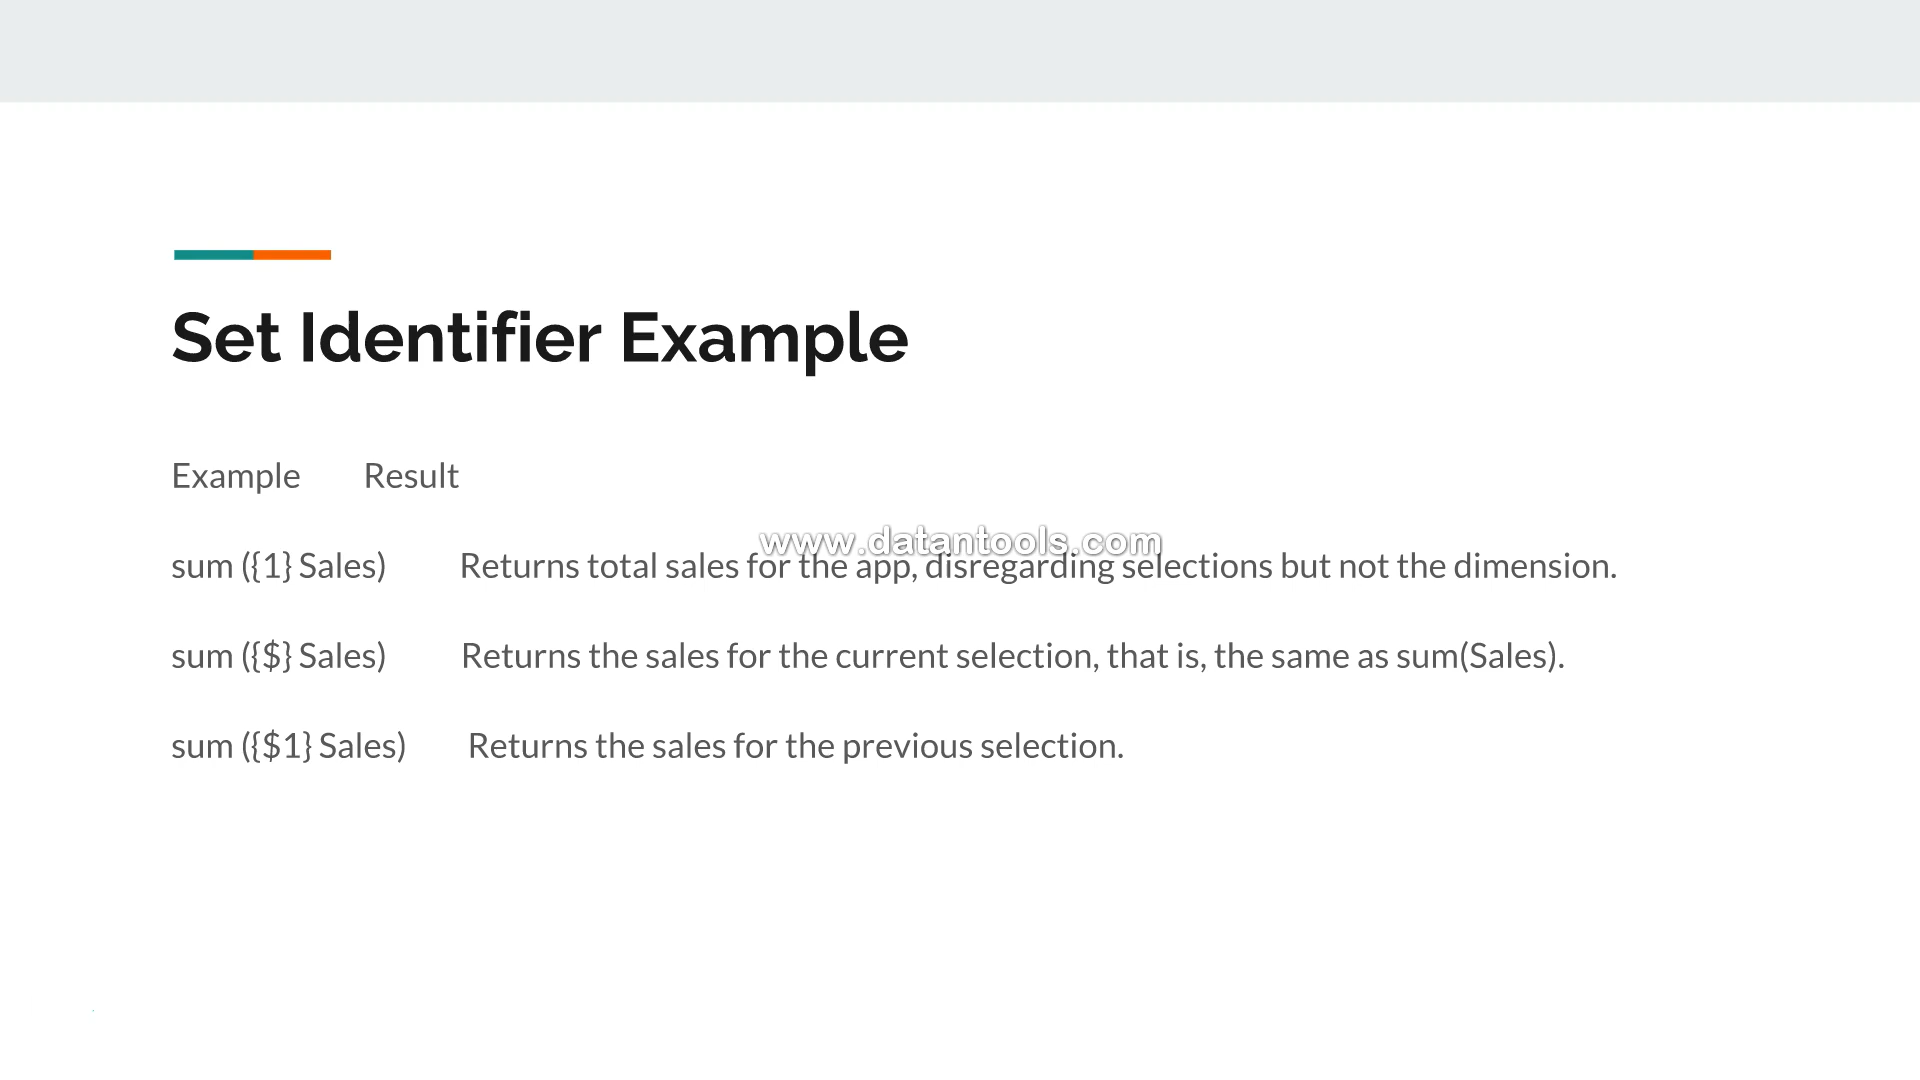 Set Identifier Example
Example Result
www.datantools.com
sum ({1} Sales) Returns total sales for the app, disregarding selections but not the dimension.
sum ({$} Sales) Returns the sales for the current selection, that is, the same as sum(Sales).
sum ({$1} Sales) Returns the sales for the previous selection.